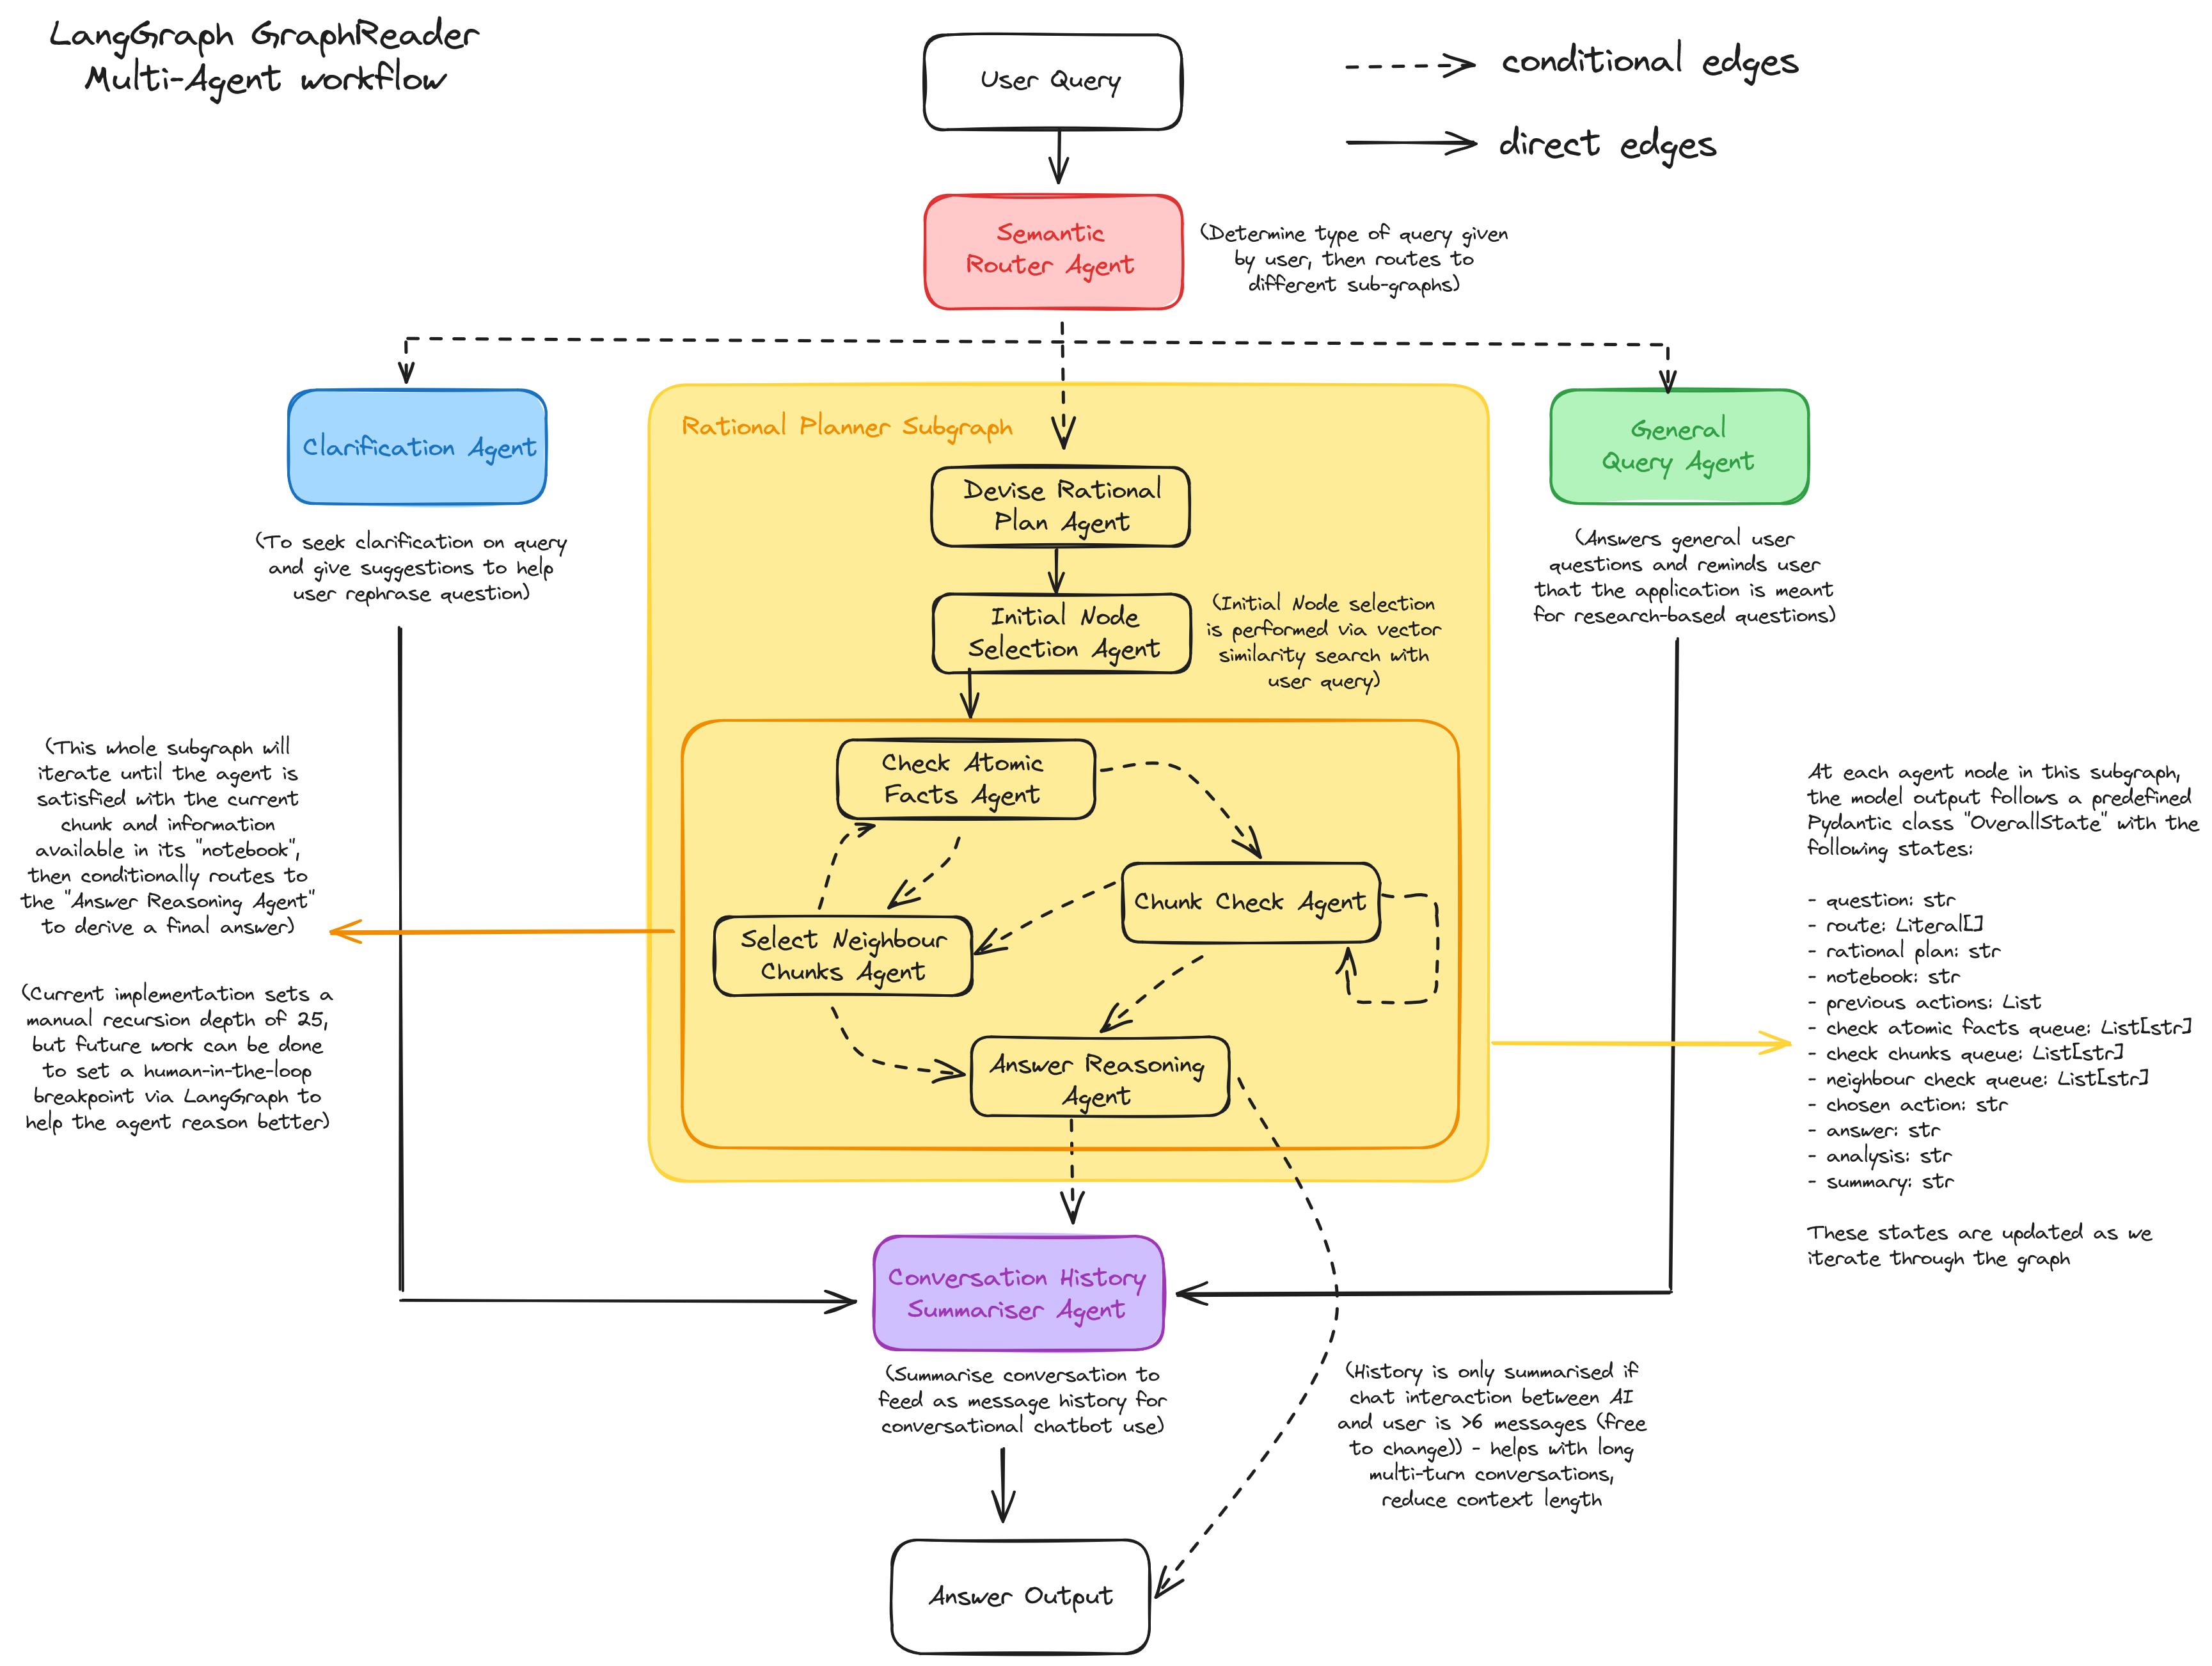 LangGraph GraphReader
Multi-Agent workflow
User Query
conditional edges
direct edges
Semantic
Router Agent
(Determine type of query given
by user, then routes to
different sub-graphs)
Clarification Agent
(To seek clarification on query
and give suggestions to help
user rephrase question)
Rational Planner Subgraph
Devise Rational
Plan Agent
Initial Node
Selection Agent
(Initial Node selection
is performed via vector
similarity search with
user query)
General
Query Agent
(Answers general user
questions and reminds user
that the application is meant
for research-based questions)
(This whole subgraph will
iterate until the agent is
satisfied with the current
chunk and information
available in its "notebook",
then conditionally routes to
the "Answer Reasoning Agent"
to derive a final answer)
(Current implementation sets a
manual recursion depth of 25,
but future work can be done
to set a human-in-the-loop
breakpoint via LangGraph to
help the agent reason better)
Check Atomic
Facts Agent
Chunk Check Agent
Select Neighbour
Chunks Agent
Answer Reasoning
Agent
At each agent node in this subgraph,
the model output follows a predefined
Pydantic class "OverallState" with the
following states:
- question: str
- route: Literal[]
- rational plan: str
- notebook: str
- previous actions: List
- check atomic facts queue: List[str]
- check chunks queue: List[str]
- neighbour check queue: List[str]
- chosen action: str
- answer: str
- analysis: str
- summary: str
These states are updated as we
iterate through the graph
Conversation History
Summariser Agent
(Summarise conversation to
feed as message history for
conversational chatbot use)
(History is only summarised if
chat interaction between AI
and user is >6 messages (free
to change)) - helps with long
multi-turn conversations,
reduce context length
Answer Output